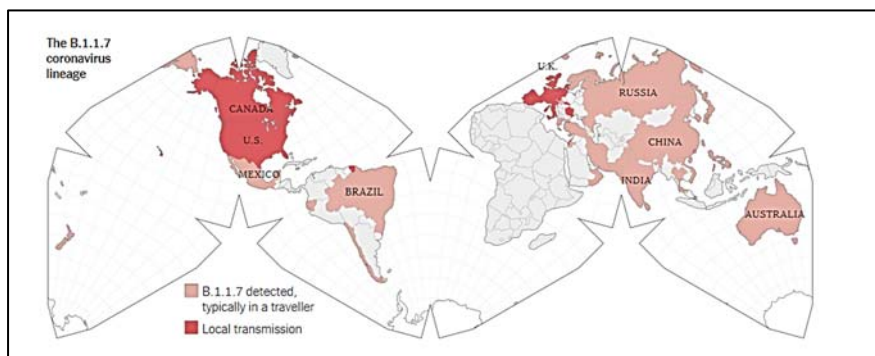 The B.1.1.7
coronavirus
lineage
U.K.
RUSSIA
CANADA
U.S.
CHINA
MEXICO
INDIA
BRAZIL
AUSTRALIA
B.1.1.7 detected,
typically in a traveller
Local transmission